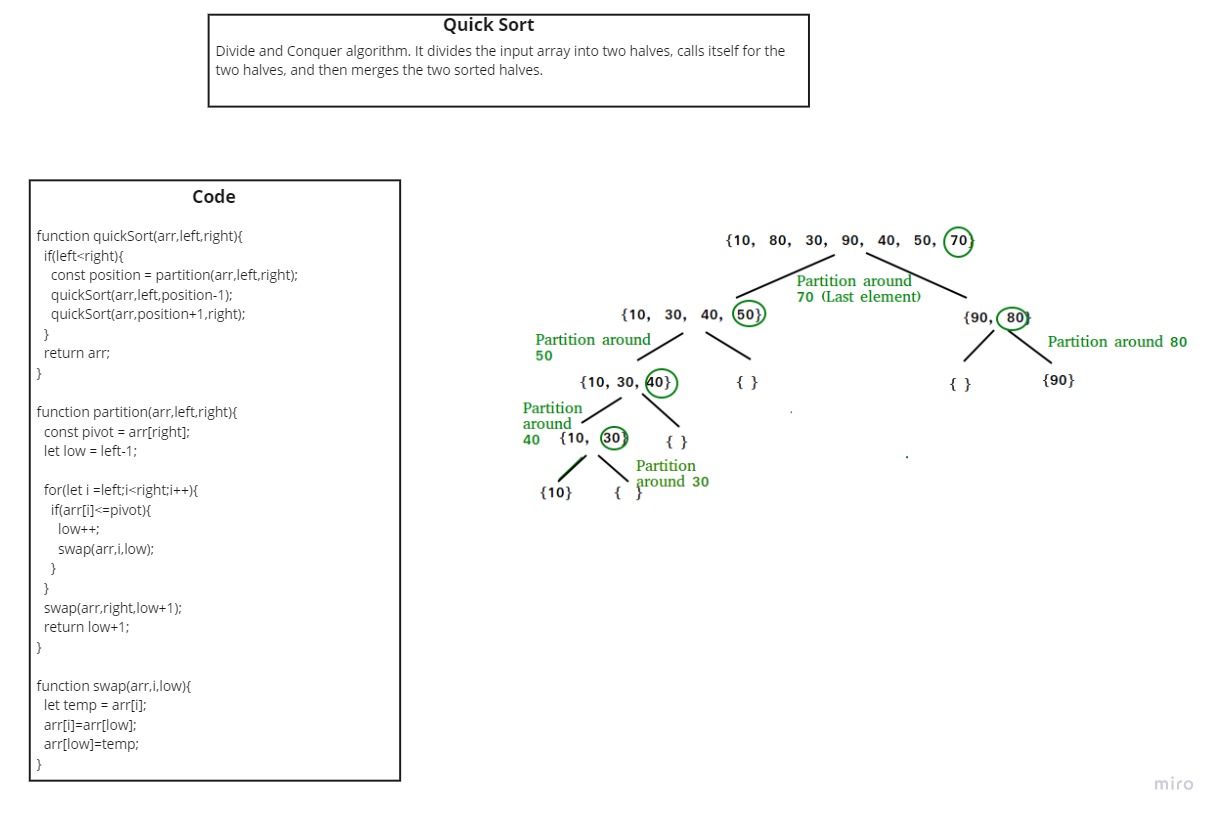 Quick Sort
Divide and Conquer algorithm. It divides the input array into two halves, calls itself for the
two halves, and then merges the two sorted halves.
Code
function quickSort(arr,left,right){
if(left<right){
const position = partition(arr,left,right);
quickSort(arr,left,position-1);
quickSort(arr,position+1,right);
}
return arr;
}
function partition(arr,left,right){
const pivot = arr[right];
let low = left-1;
for(let i =left;i<right;i++){
if(arr[i]<=pivot){
low++;
swap(arr,i,low);
}
}
swap(arr,right,low+1);
return low+1;
}
function swap(arr,i,low){
let temp = arr[i];
arr[i]=arr[low];
arr[low]=temp;
}
{10, 80, 30, 90, 40, 50, 70}
Partition around
70 (Last element)
{10, 30, 40, 50}
{90, 80}
Partition around
50
Partition around 80
{10, 30, 40}
{ }
{ }
{90}
Partition
around
40
{10, 30}
{ }
Partition
around 30
{10}
{ }
miro